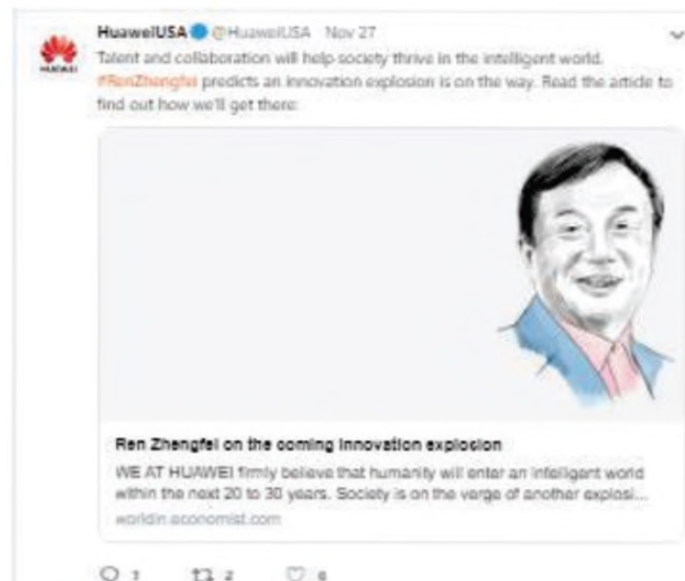 HuaweiUSA @HuaweiUSA Nov 27
Talent and collaboration will help society thrive in the intelligent world.
#RenZhengfei predicts an innovation explosion is on the way. Read the article to
find out how we'll get there:
HUAWEI
Ren Zhengfei on the coming innovation explosion
WE AT HUAWEI firmly believe that humanity will enter an intelligent world
within the next 20 to 30 years. Society is on the verge of another explosi...
worldin.economist.com
2 6